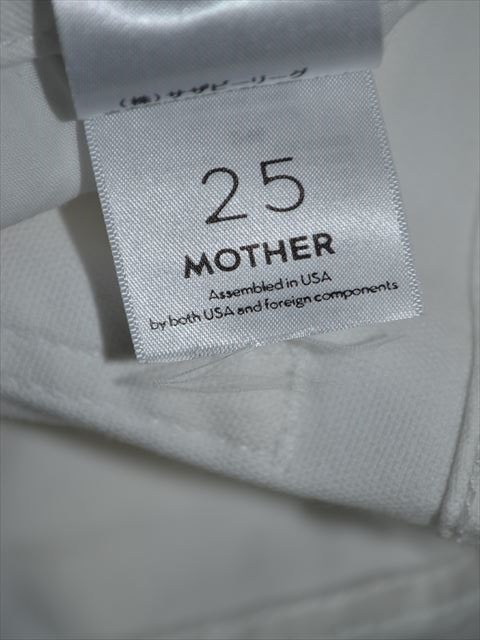 (株)サザビーリーグ
25
MOTHER
Assembled in USA
by both USA and foreign components